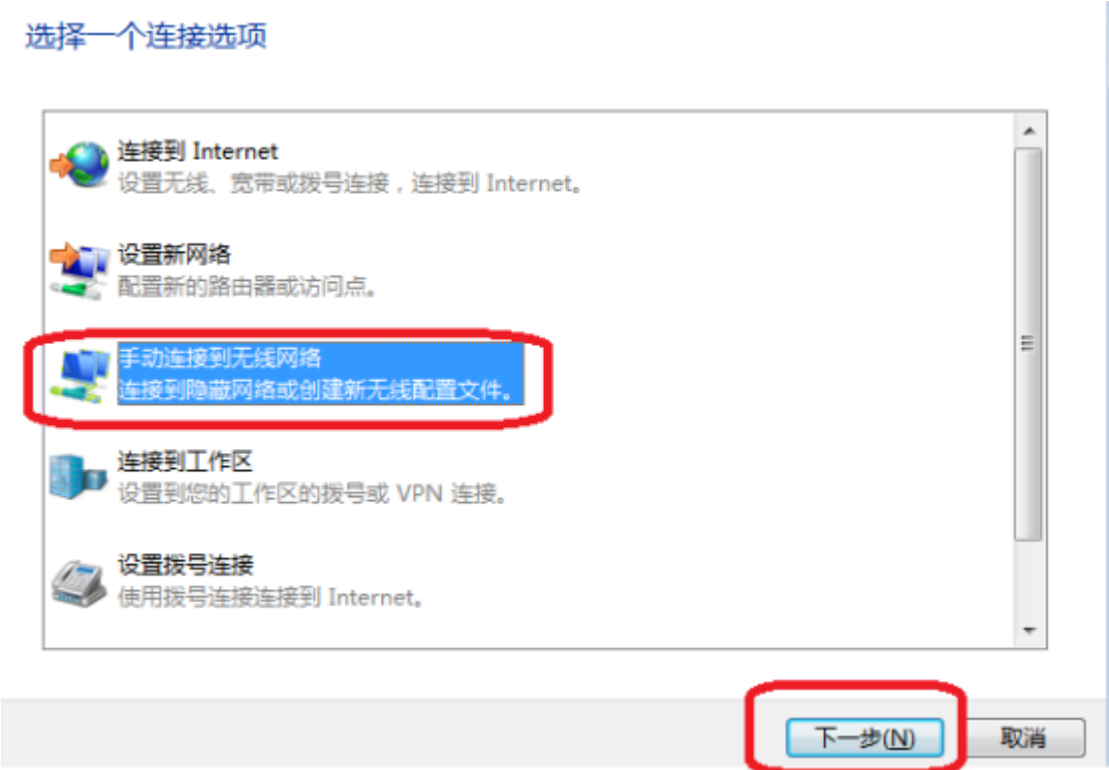 选择一个连接选项
连接到 Internet
设置无线、宽带或拨号连接，连接到 Internet。
设置新网络
配置新的路由器或访问点。
手动连接到无线网络
连接到隐藏网络或创建新无线配置文件。
连接到工作区
设置到您的工作区的拨号或 VPN 连接。
设置拨号连接
使用拨号连接连接到 Internet。
下一步(N) 取消